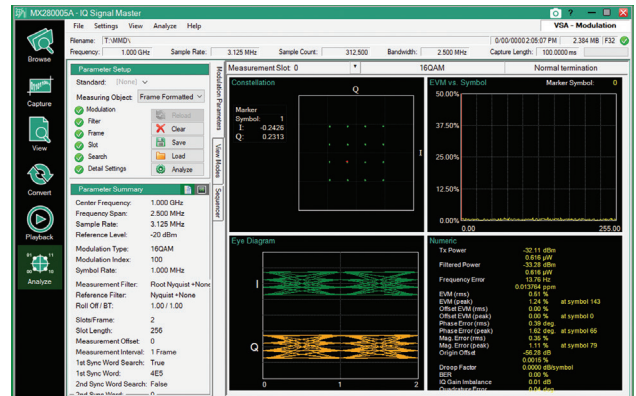 MX280005A - IQ Signal Master
File Settings View Analyze Help
VSA - Modulation
Filename: T:\MMD\
0/00/0000 2:05:07 PM 2.384 MB F32
Frequency: 1.000 GHz Sample Rate: 3.125 MHz Sample Count: 312,500 Bandwidth: 2.500 MHz Capture Length: 100.0000 ms
Browse
Capture
View
Convert
Playback
Analyze
Parameter Setup
Standard: [None]
Measuring Object: Frame Formatted
Modulation
Filter
Frame
Slot
Search
Detail Settings
Reload
Clear
Save
Load
Analyze
Modulation Parameters
View Modes
Sequencer
Parameter Summary
Center Frequency: 1.000 GHz
Frequency Span: 2.500 MHz
Sample Rate: 3.125 MHz
Reference Level: -20 dBm
Modulation Type: 16QAM
Modulation Index: 100
Symbol Rate: 1.000 MHz
Measurement Filter: Root Nyquist +None
Reference Filter: Nyquist +None
Roll Off / BT: 1.00 / 1.00
Slots/Frame: 2
Slot Length: 256
Measurement Offset: 0
Measurement Interval: 1 Frame
1st Sync Word Search: True
1st Sync Word: 4E5
2nd Sync Word Search: False
2nd Sync Word: 0
Measurement Slot: 0
16QAM
Normal termination
Constellation
Q
Marker
Symbol: 1
I: -0.2426
Q: 0.2313
I
EVM vs. Symbol
Marker Symbol: 0
50.00%
37.50%
25.00%
12.50%
0.00%
0.00 255.00
Eye Diagram
I
Q
0 1 2
Numeric
Tx Power -32.11 dBm
0.616 µW
Filtered Power -33.28 dBm
0.616 µW
Frequency Error 13.76 Hz
0.013764 ppm
EVM (rms) 0.51 %
EVM (peak) 1.24 % at symbol 143
Offset EVM (rms) 0.00 %
Offset EVM (peak) 0.00 % at symbol 0
Phase Error (rms) 0.39 deg.
Phase Error (peak) 1.62 deg. at symbol 65
Mag. Error (rms) 0.35 %
Mag. Error (peak) 1.11 % at symbol 79
Origin Offset -56.28 dB
0.0015 %
Droop Factor 0.0000 dB/symbol
BER 0.00 %
IQ Gain Imbalance 0.01 dB
Quadrature Error 0.04 deg.